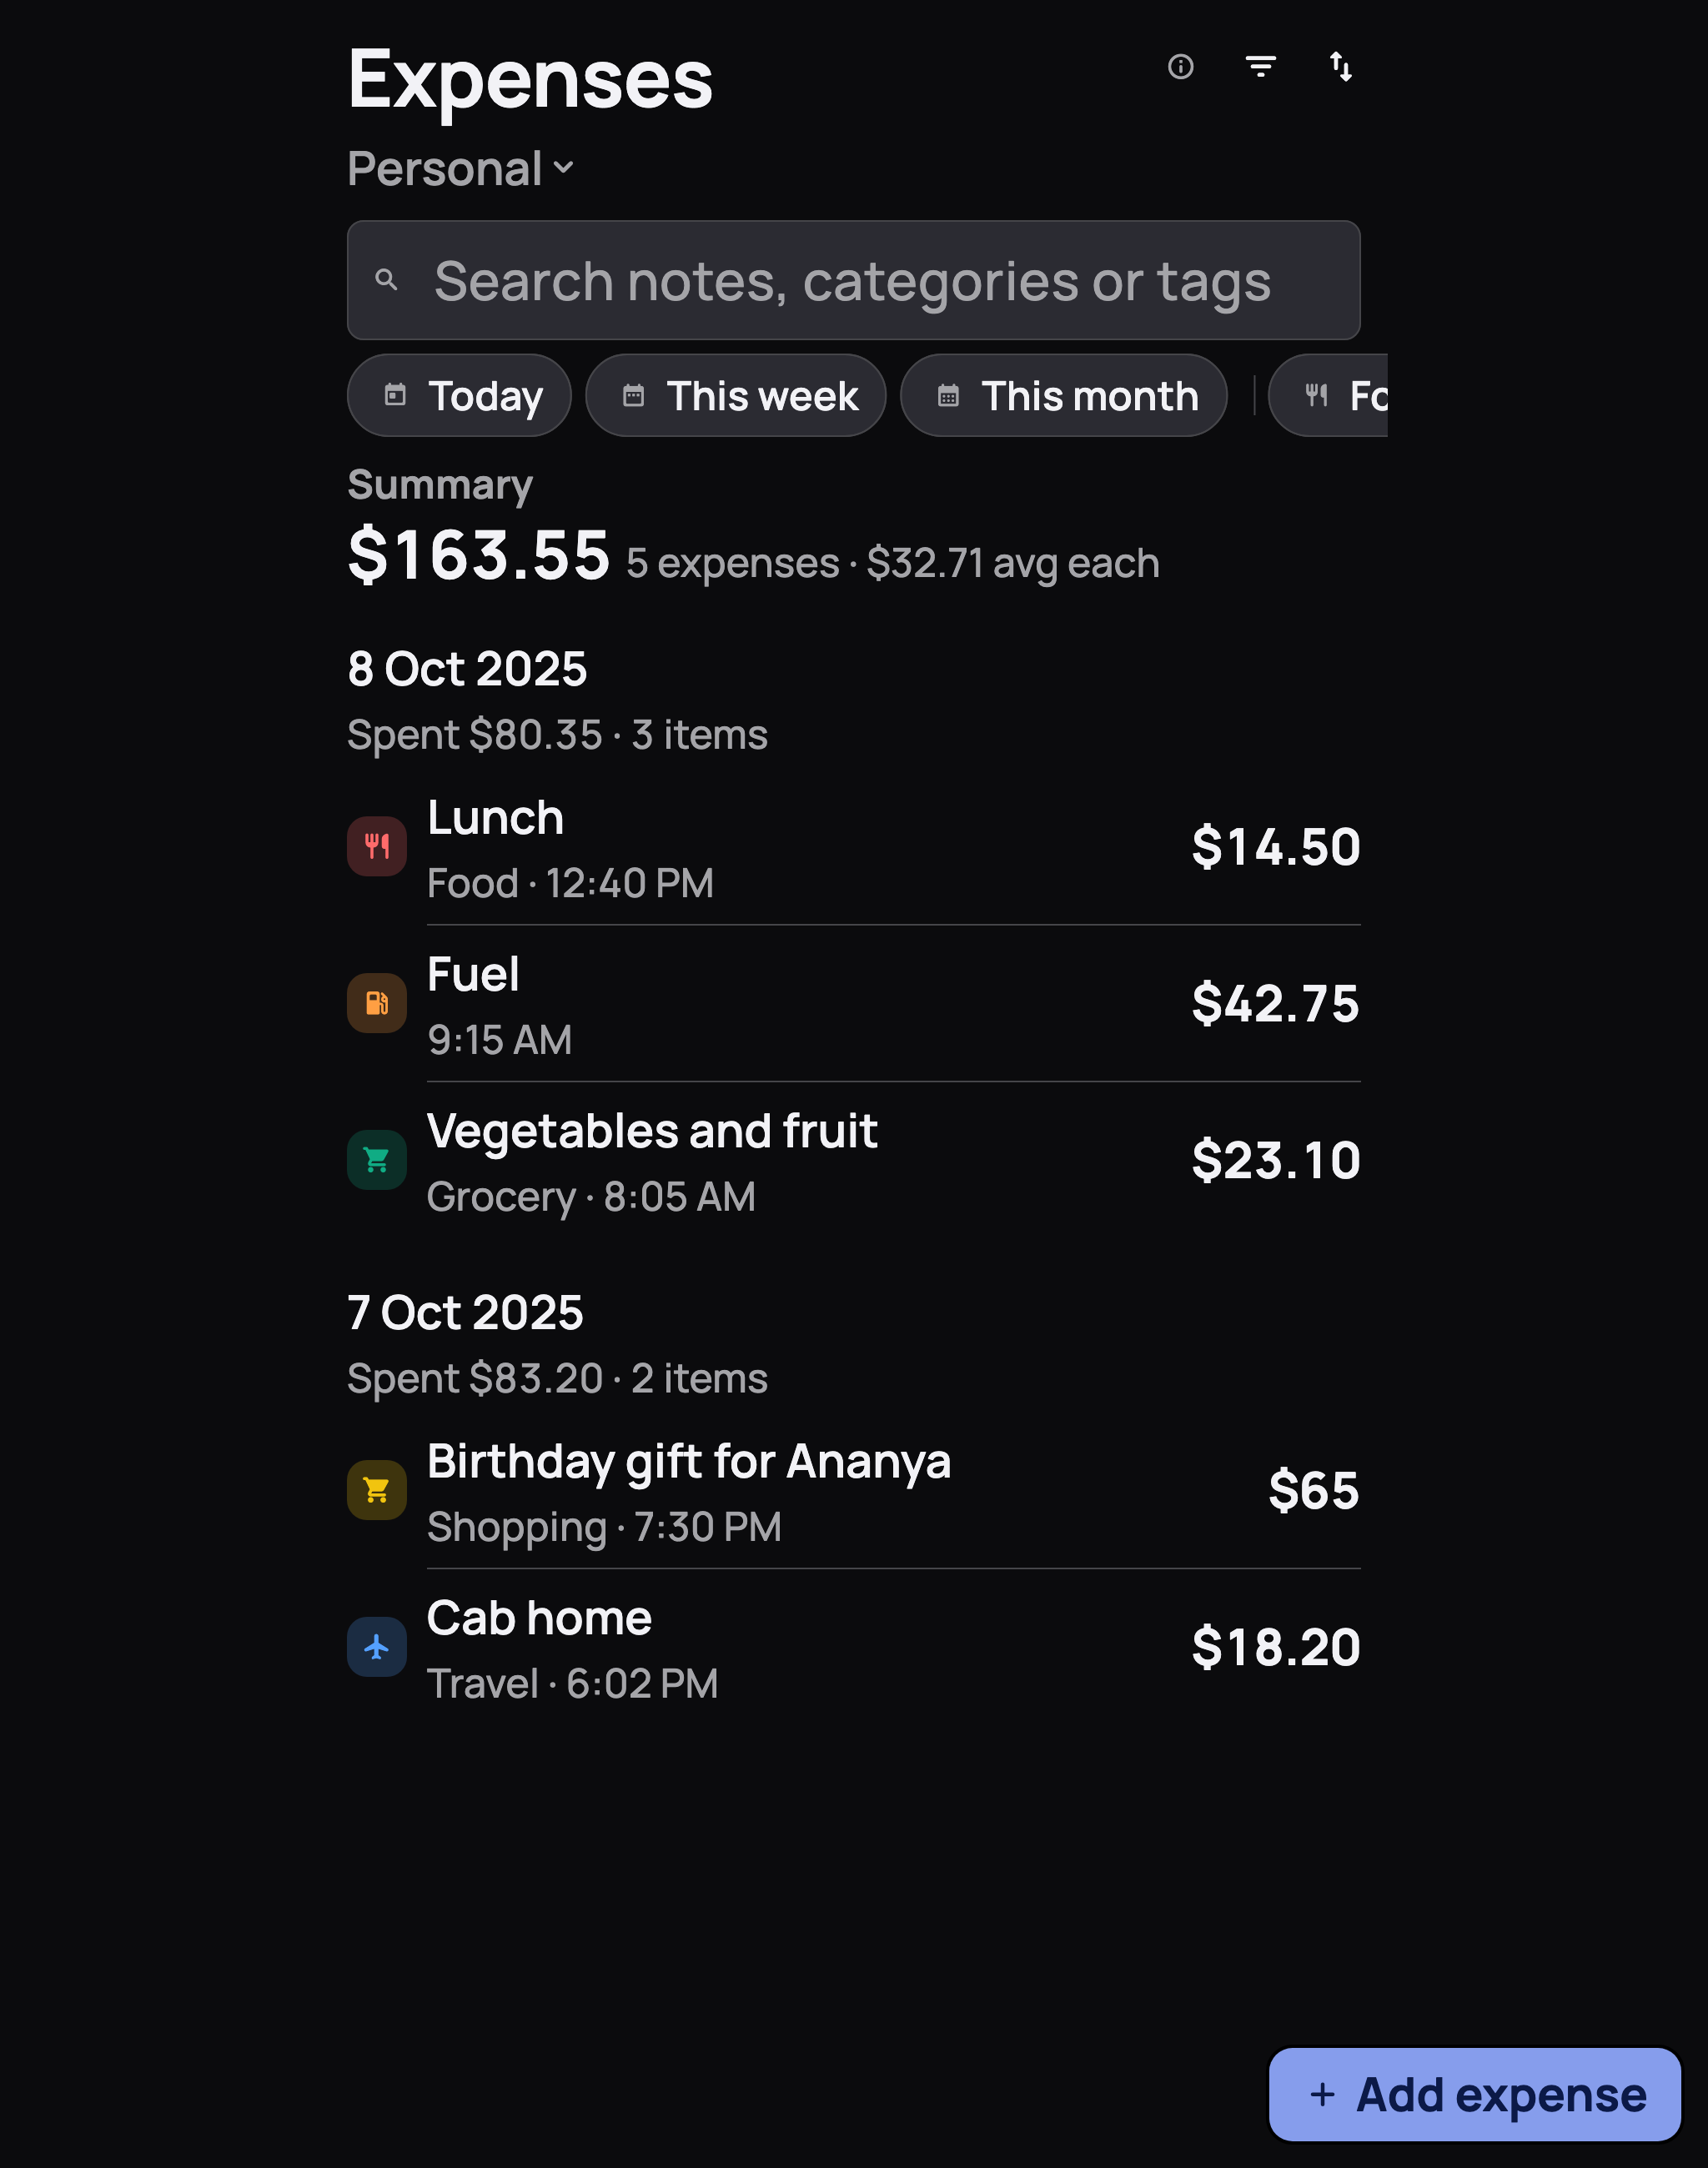 Expenses
Personal
Search notes, categories or tags
Today
This week
This month
Fo
Summary
$163.55 5 expenses · $32.71 avg each
8 Oct 2025
Spent $80.35 · 3 items
Lunch
$14.50
Food · 12:40 PM
Fuel
$42.75
9:15 AM
Vegetables and fruit
$23.10
Grocery · 8:05 AM
7 Oct 2025
Spent $83.20 · 2 items
Birthday gift for Ananya
$65
Shopping · 7:30 PM
Cab home
$18.20
Travel · 6:02 PM
+ Add expense